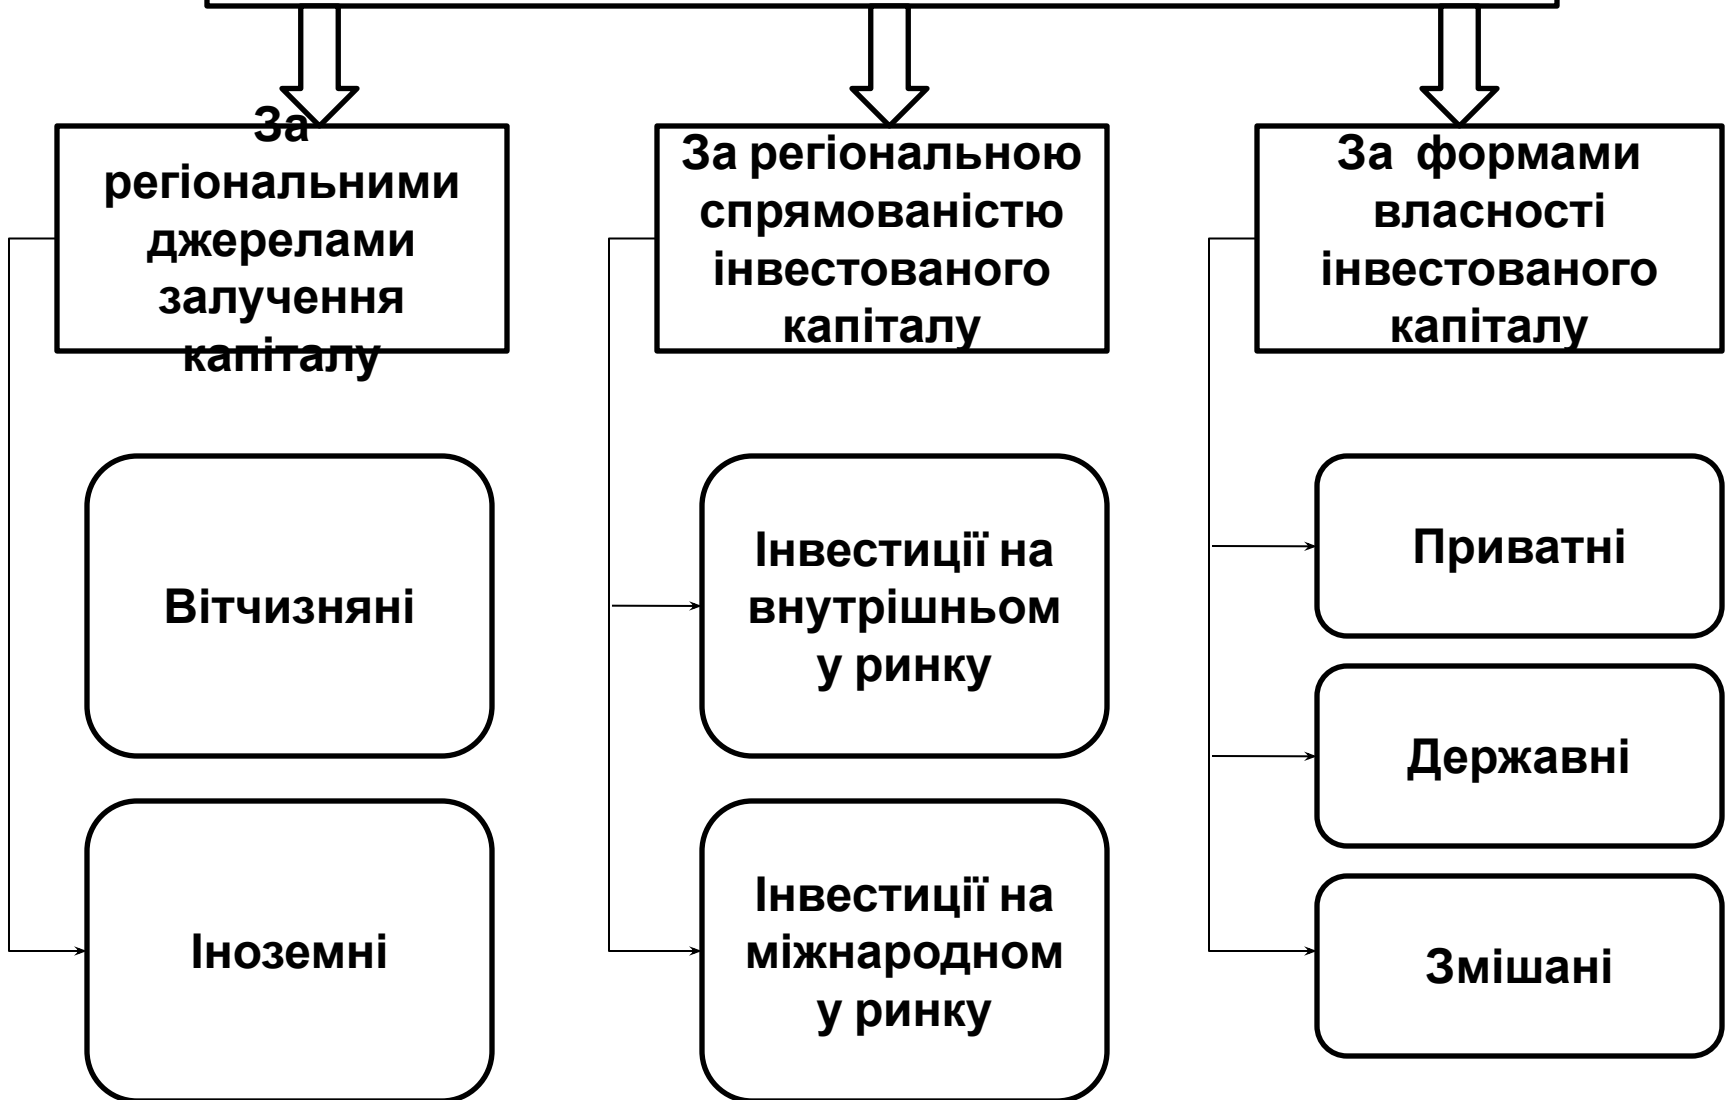 За
регіональними
джерелами
залучення
капіталу
За регіональною
спрямованістю
інвестованого
капіталу
За формами
власності
інвестованого
капіталу
Вітчизняні
Іноземні
Інвестиції на
внутрішньом
у ринку
Інвестиції на
міжнародном
у ринку
Приватні
Державні
Змішані